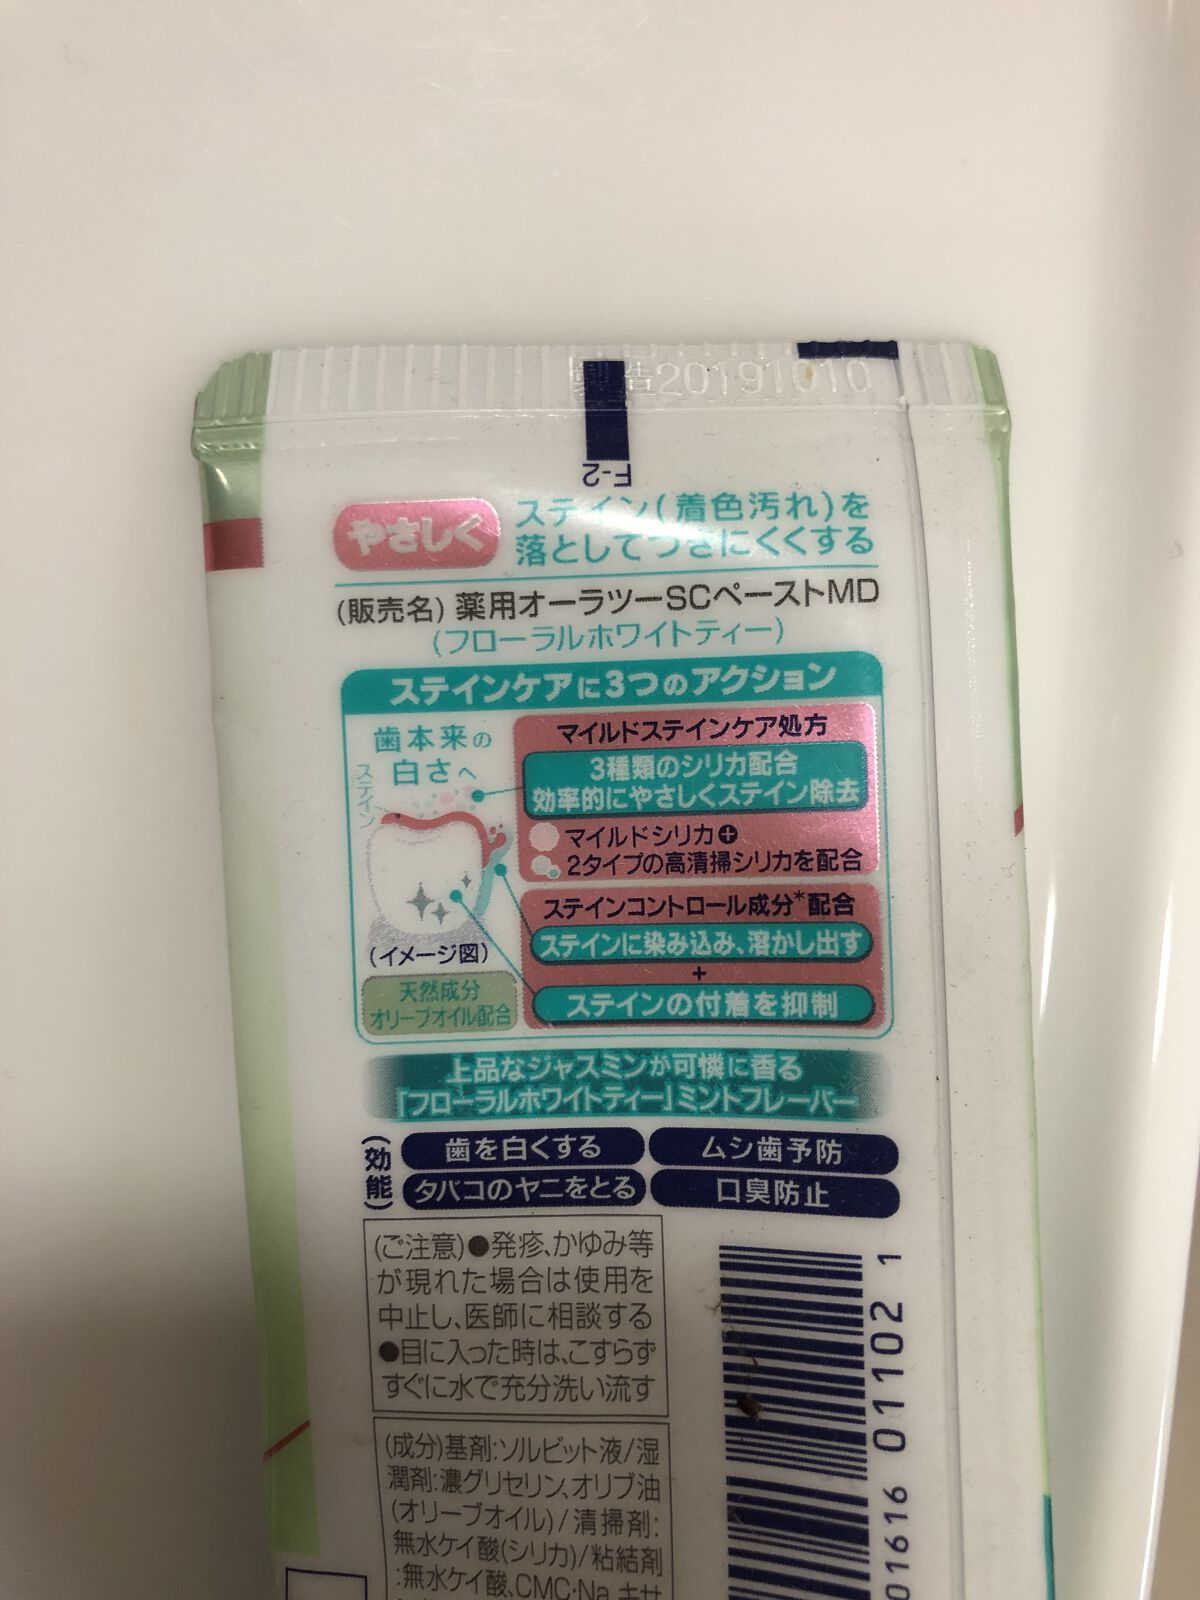 製告20191010
F-2
やさしく
ステイン(着色汚れ)を
落としてつきにくくする
(販売名) 薬用オーラツーSCペーストMD
(フローラルホワイトティー)
ステインケアに3つのアクション
歯本来の
白さへ
ステイン
(イメージ図)
天然成分
オリーブオイル配合
マイルドステインケア処方
3種類のシリカ配合
効率的にやさしくステイン除去
マイルドシリカ+
2タイプの高清掃シリカを配合
ステインコントロール成分*配合
ステインに染み込み、溶かし出す
+
ステインの付着を抑制
上品なジャスミンが可憐に香る
「フローラルホワイトティー」ミントフレーバー
(効能)
歯を白くする
ムシ歯予防
タバコのヤニをとる
口臭防止
(ご注意)●発疹、かゆみ等
が現れた場合は使用を
中止し、医師に相談する
●目に入った時は、こすらず
すぐに水で充分洗い流す
(成分)基剤:ソルビット液/湿
潤剤:濃グリセリン、オリブ油
(オリーブオイル)/清掃剤:
無水ケイ酸(シリカ)/粘結剤
:無水ケイ酸、CMC・Na、キサ
01616 01102 1